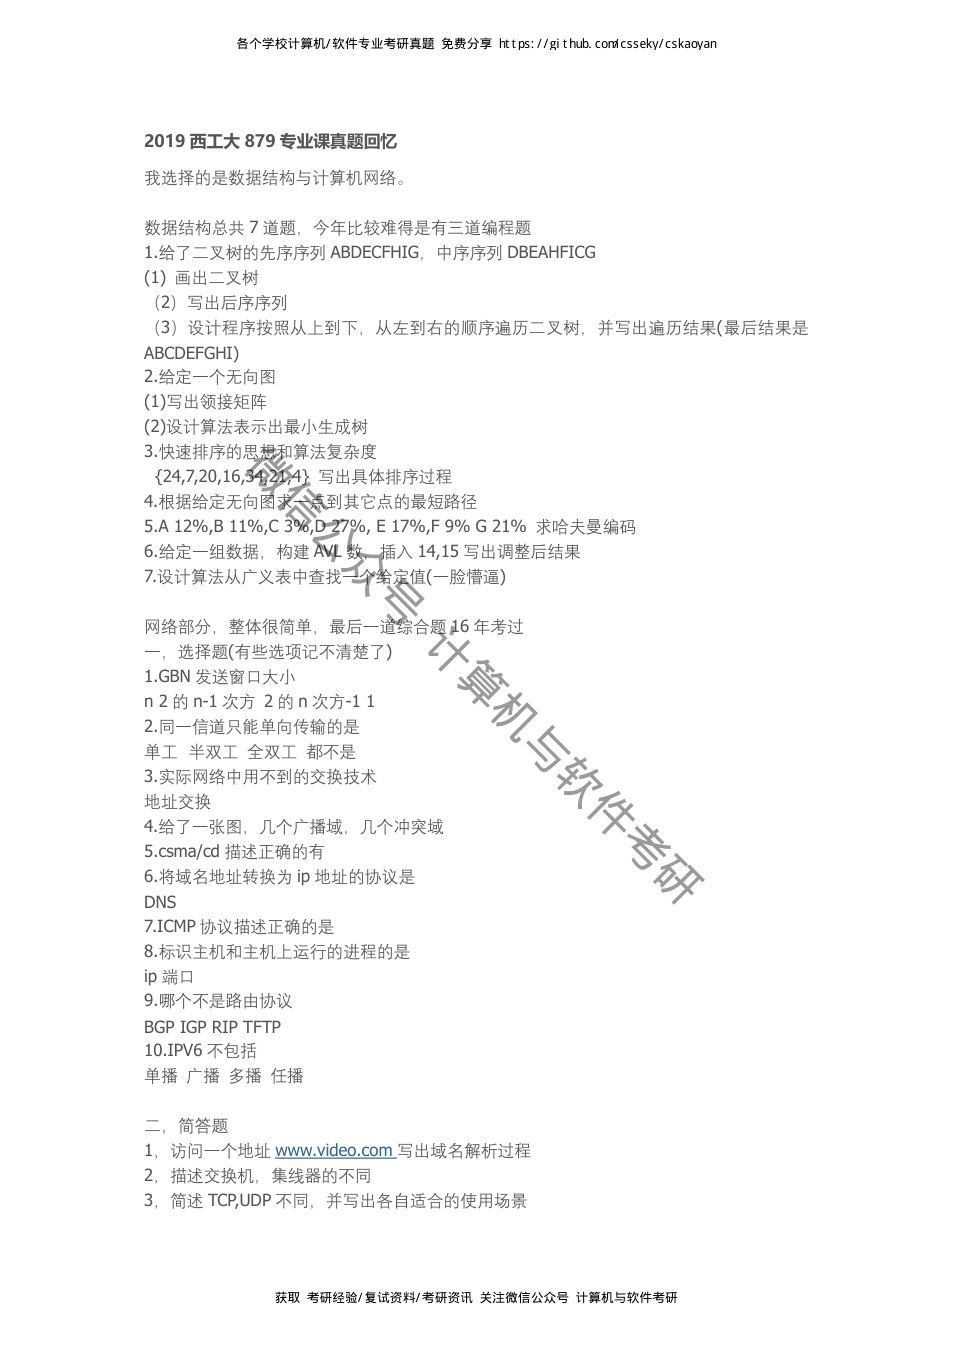 各个学校计算机/软件专业考研真题 免费分享 https://github.com/csseky/cskaoyan
2019 西工大 879 专业课真题回忆
我选择的是数据结构与计算机网络。
数据结构总共 7 道题，今年比较难得是有三道编程题
1.给了二叉树的先序序列 ABDECFHIG，中序序列 DBEAHFICG
(1) 画出二叉树
（2）写出后序序列
（3）设计程序按照从上到下，从左到右的顺序遍历二叉树，并写出遍历结果(最后结果是
ABCDEFGHI)
2.给定一个无向图
(1)写出领接矩阵
(2)设计算法表示出最小生成树
3.快速排序的思想和算法复杂度
{24,7,20,16,34,21,4} 写出具体排序过程
4.根据给定无向图求一点到其它点的最短路径
5.A 12%,B 11%,C 3%,D 27%, E 17%,F 9% G 21% 求哈夫曼编码
6.给定一组数据，构建 AVL 数，插入 14,15 写出调整后结果
7.设计算法从广义表中查找一个给定值(一脸懵逼)
网络部分，整体很简单，最后一道综合题 16 年考过
一，选择题(有些选项记不清楚了)
1.GBN 发送窗口大小
n 2 的 n-1 次方 2 的 n 次方-1 1
2.同一信道只能单向传输的是
单工 半双工 全双工 都不是
3.实际网络中用不到的交换技术
地址交换
4.给了一张图，几个广播域，几个冲突域
5.csma/cd 描述正确的有
6.将域名地址转换为 ip 地址的协议是
DNS
7.ICMP 协议描述正确的是
8.标识主机和主机上运行的进程的是
ip 端口
9.哪个不是路由协议
BGP IGP RIP TFTP
10.IPV6 不包括
单播 广播 多播 任播
二，简答题
1，访问一个地址 www.video.com 写出域名解析过程
2，描述交换机，集线器的不同
3，简述 TCP,UDP 不同，并写出各自适合的使用场景
微信公众号 计算机与软件考研
获取 考研经验/复试资料/考研资讯 关注微信公众号 计算机与软件考研